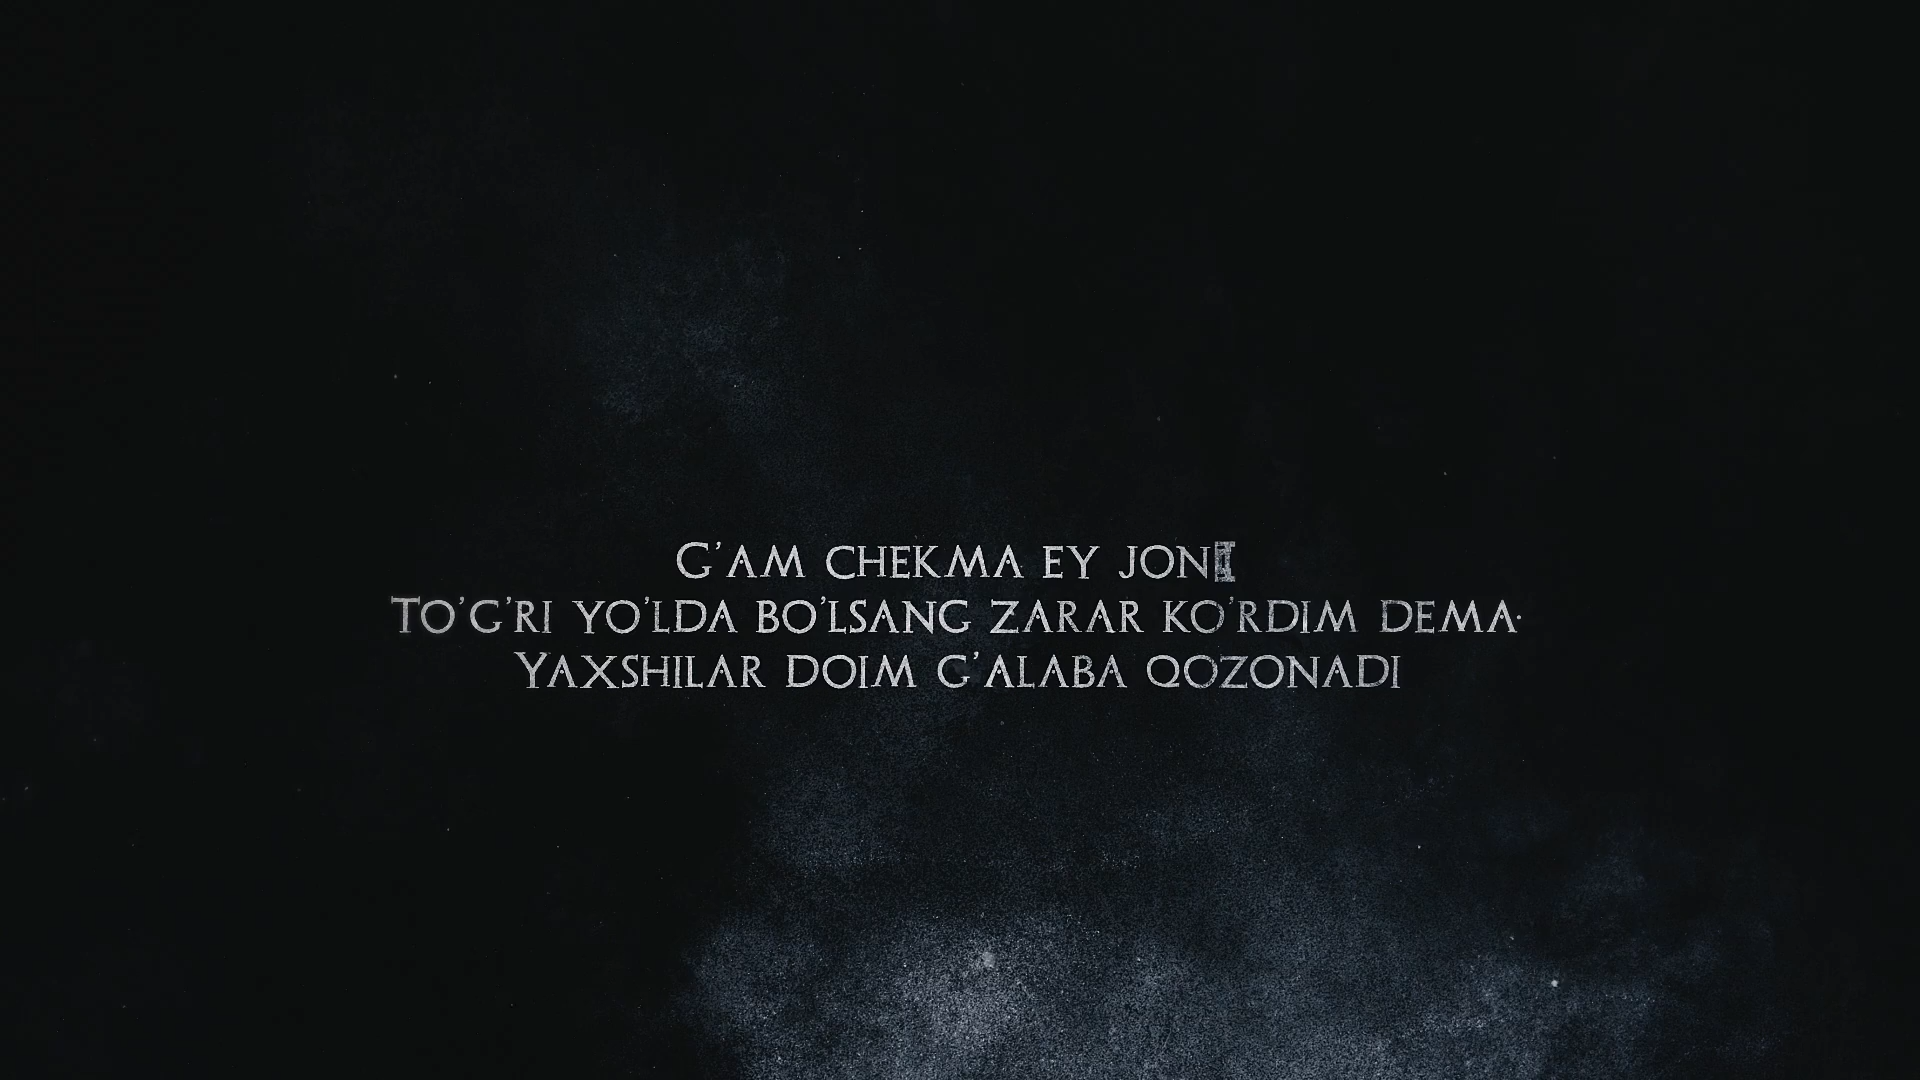 G’AM CHEKMA EY JON
TO’G’RI YO’LDA BO’LSANG ZARAR KO’RDIM DEMA.
YAXSHILAR DOIM G’ALABA QOZONADI